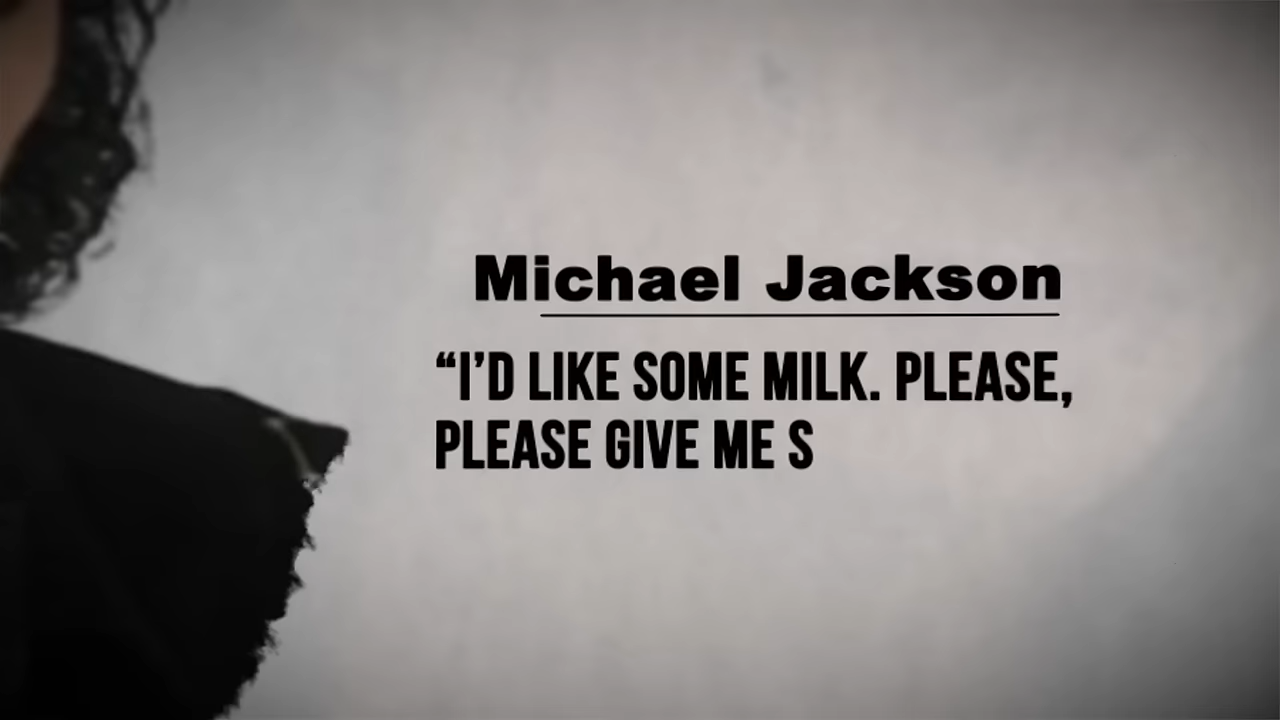 Michael Jackson
“I’D LIKE SOME MILK. PLEASE,
PLEASE GIVE ME S